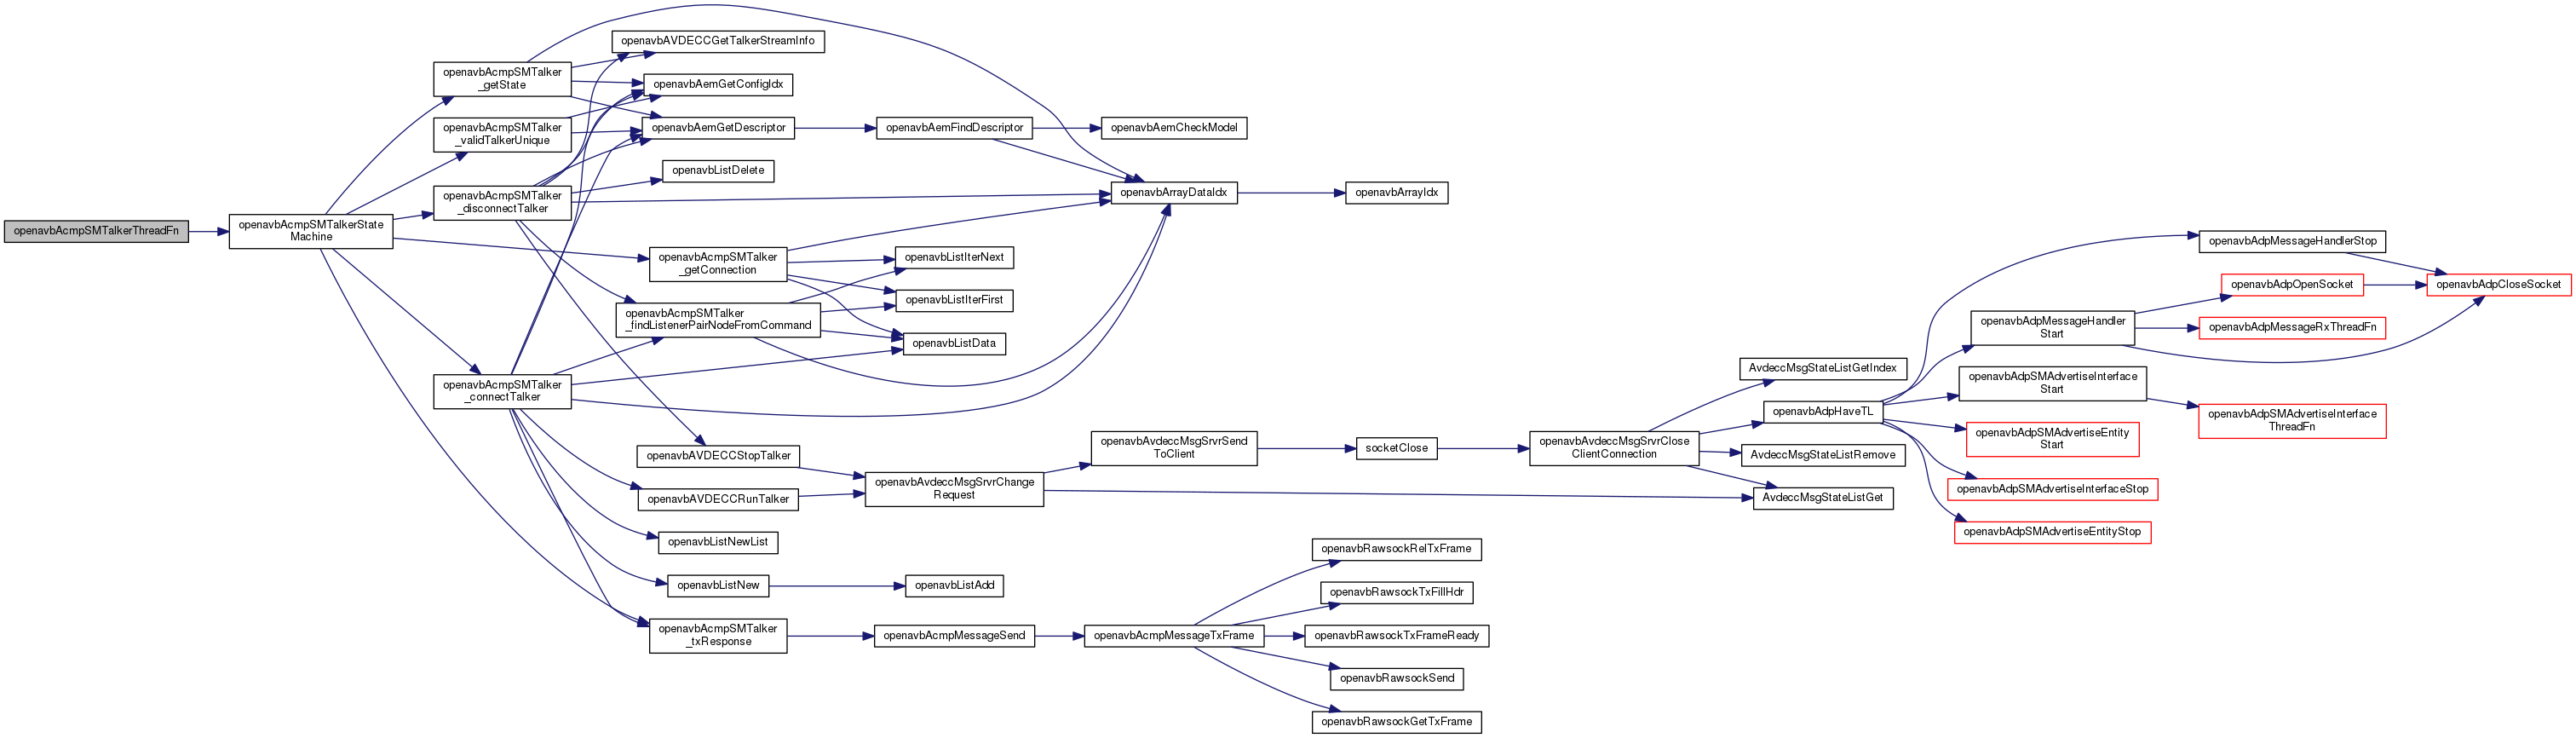 openavbAcmpSMTalkerThreadFn
openavbAcmpSMTalkerState
Machine
openavbAcmpSMTalker
_getState
openavbAcmpSMTalker
_validTalkerUnique
openavbAcmpSMTalker
_disconnectTalker
openavbAcmpSMTalker
_connectTalker
openavbAVDECCGetTalkerStreamInfo
openavbAemGetConfigIdx
openavbAemGetDescriptor
openavbListDelete
openavbAcmpSMTalker
_getConnection
openavbAcmpSMTalker
_findListenerPairNodeFromCommand
openavbAVDECCStopTalker
openavbAVDECCRunTalker
openavbListNewList
openavbListNew
openavbAcmpSMTalker
_txResponse
openavbAemFindDescriptor
openavbListIterNext
openavbListIterFirst
openavbListData
openavbAvdeccMsgSrvrChange
Request
openavbListAdd
openavbAcmpMessageSend
openavbAemCheckModel
openavbArrayDataIdx
openavbAvdeccMsgSrvrSend
ToClient
openavbAcmpMessageTxFrame
openavbArrayIdx
socketClose
openavbRawsockRelTxFrame
openavbRawsockTxFillHdr
openavbRawsockTxFrameReady
openavbRawsockSend
openavbRawsockGetTxFrame
openavbAvdeccMsgSrvrClose
ClientConnection
AvdeccMsgStateListGetIndex
openavbAdpHaveTL
AvdeccMsgStateListRemove
AvdeccMsgStateListGet
openavbAdpMessageHandler
Start
openavbAdpSMAdvertiseInterface
Start
openavbAdpSMAdvertiseEntity
Start
openavbAdpSMAdvertiseInterfaceStop
openavbAdpSMAdvertiseEntityStop
openavbAdpMessageHandlerStop
openavbAdpOpenSocket
openavbAdpMessageRxThreadFn
openavbAdpSMAdvertiseInterface
ThreadFn
openavbAdpCloseSocket